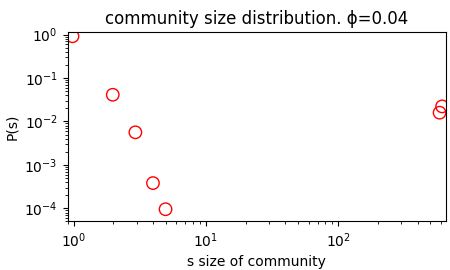 community size distribution. ϕ=0.04
P(s)
10⁰
10⁻¹
10⁻²
10⁻³
10⁻⁴
10⁰ 10¹ 10²
s size of community